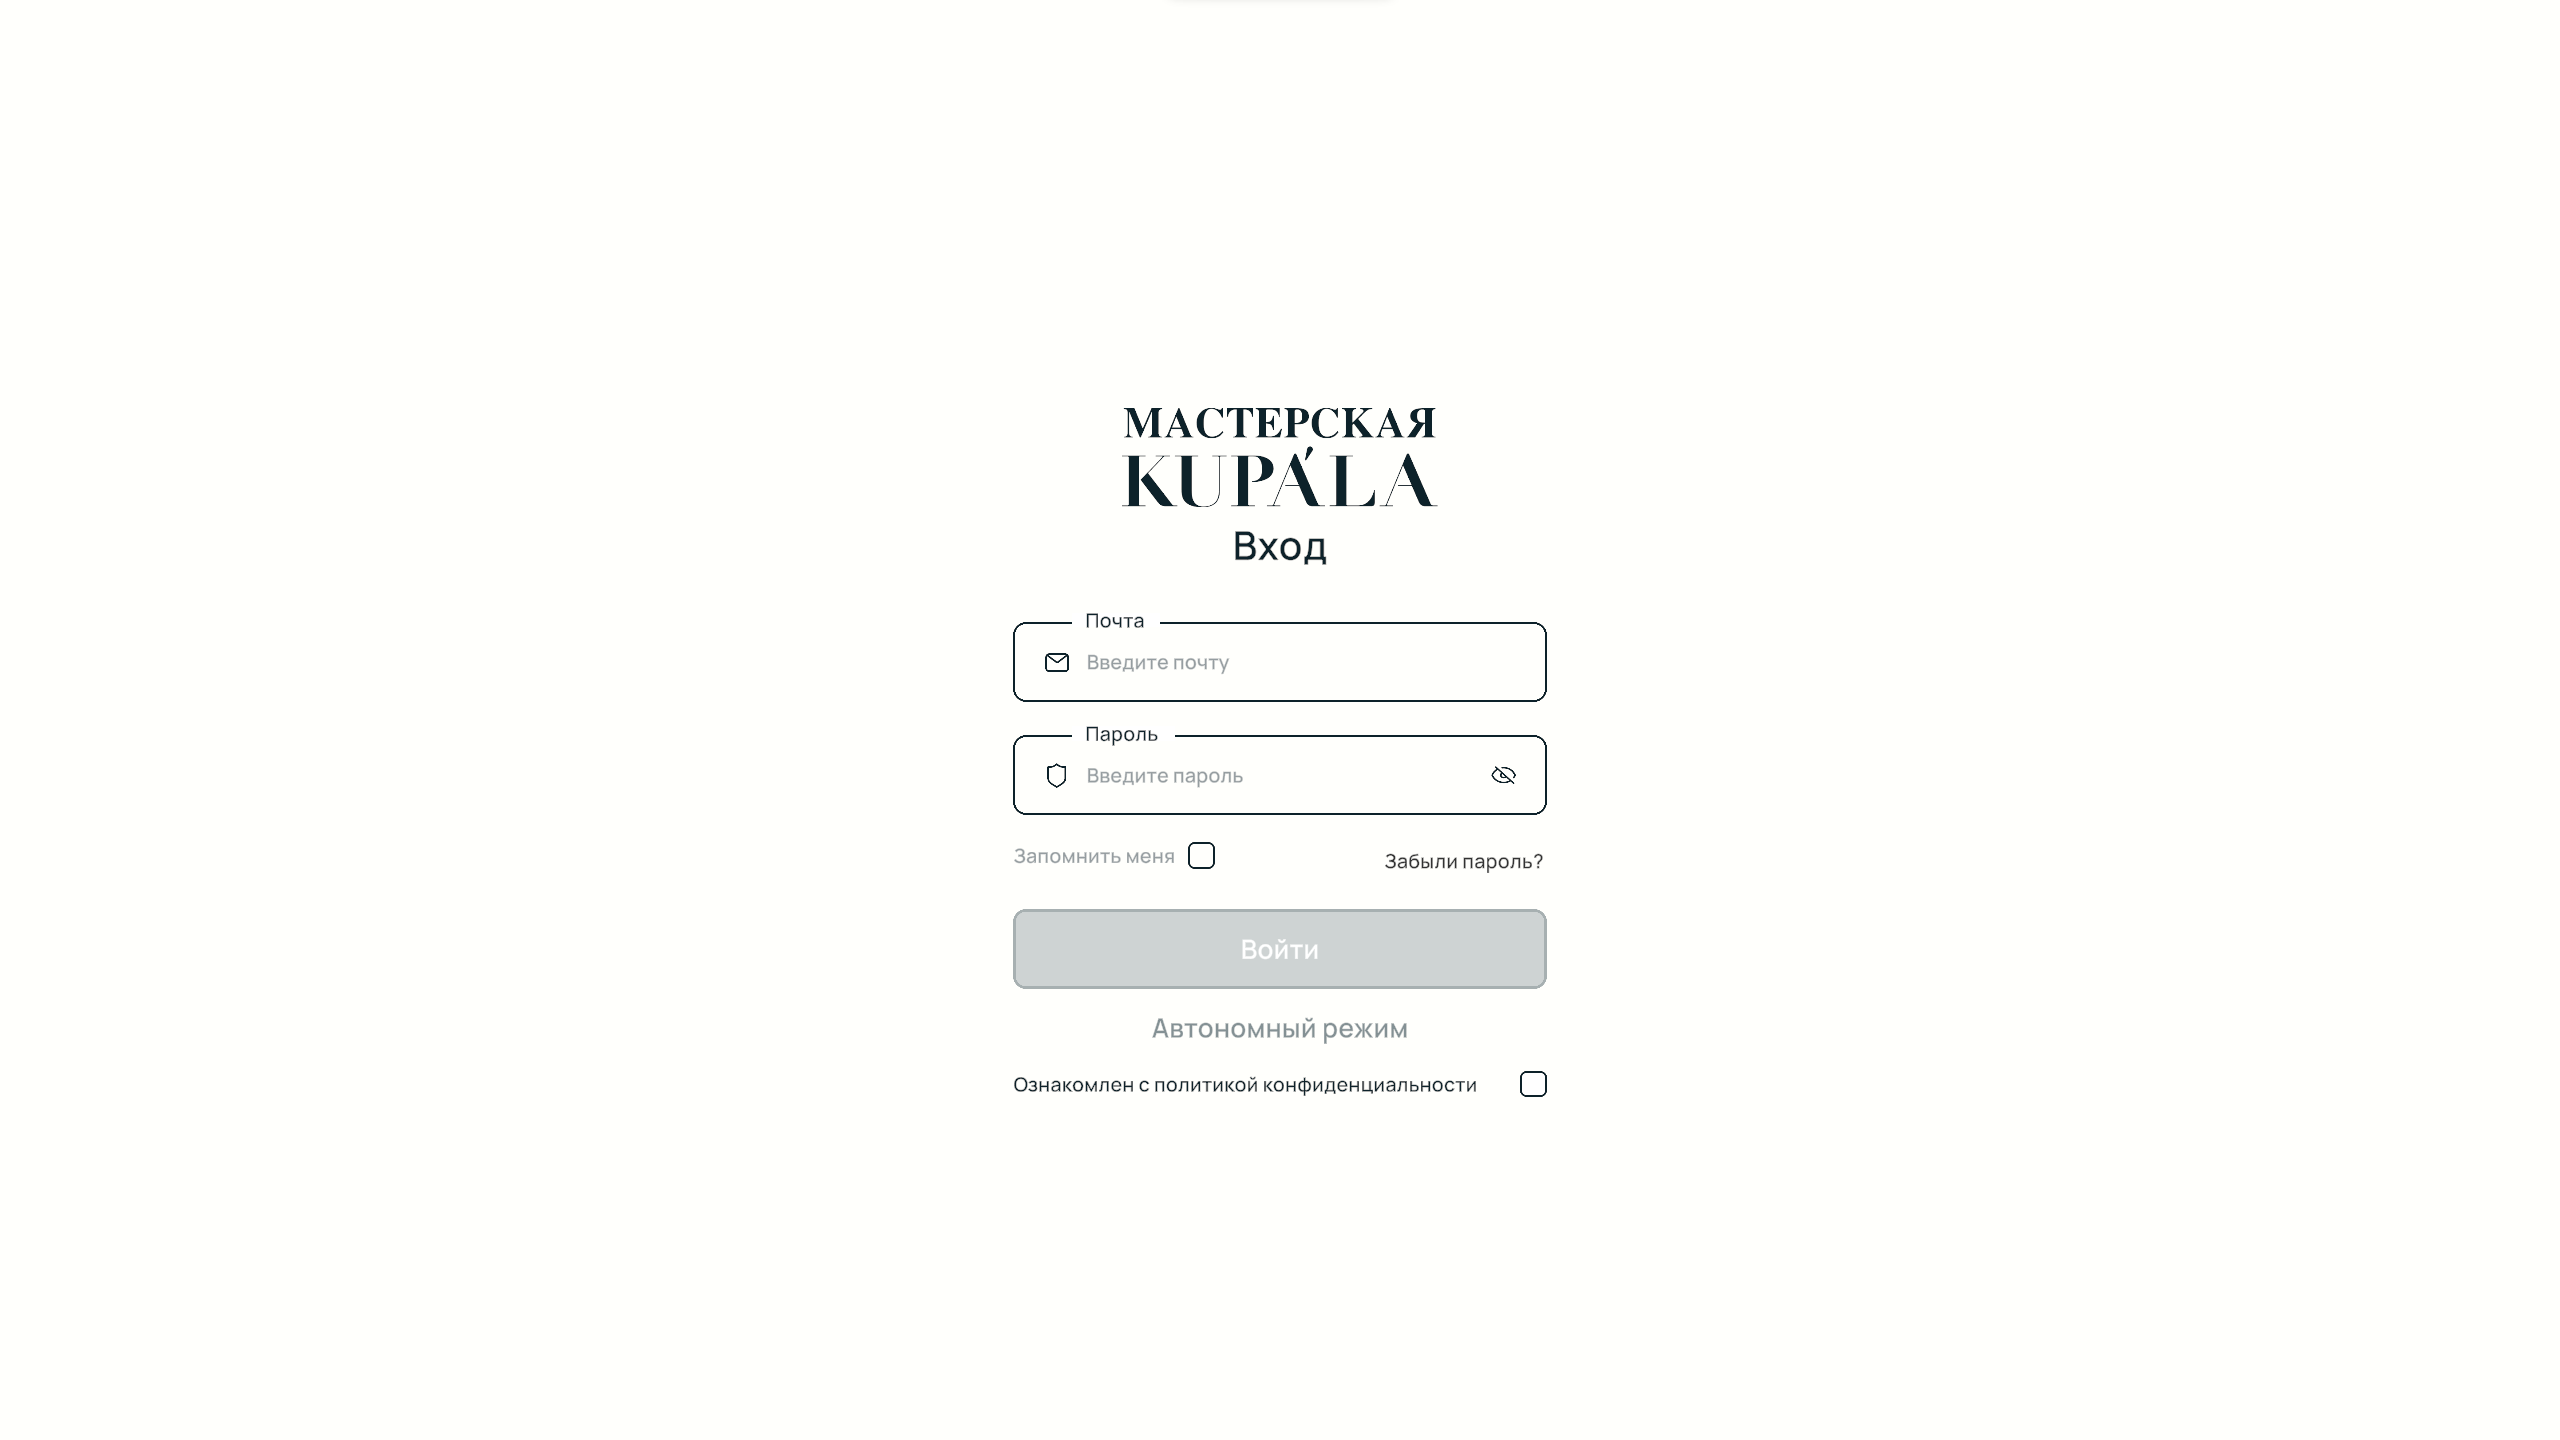 МАСТЕРСКАЯ
KUPÁLA
Вход
Почта
Введите почту
Пароль
Введите пароль
Запомнить меня
Забыли пароль?
Войти
Автономный режим
Ознакомлен с политикой конфиденциальности